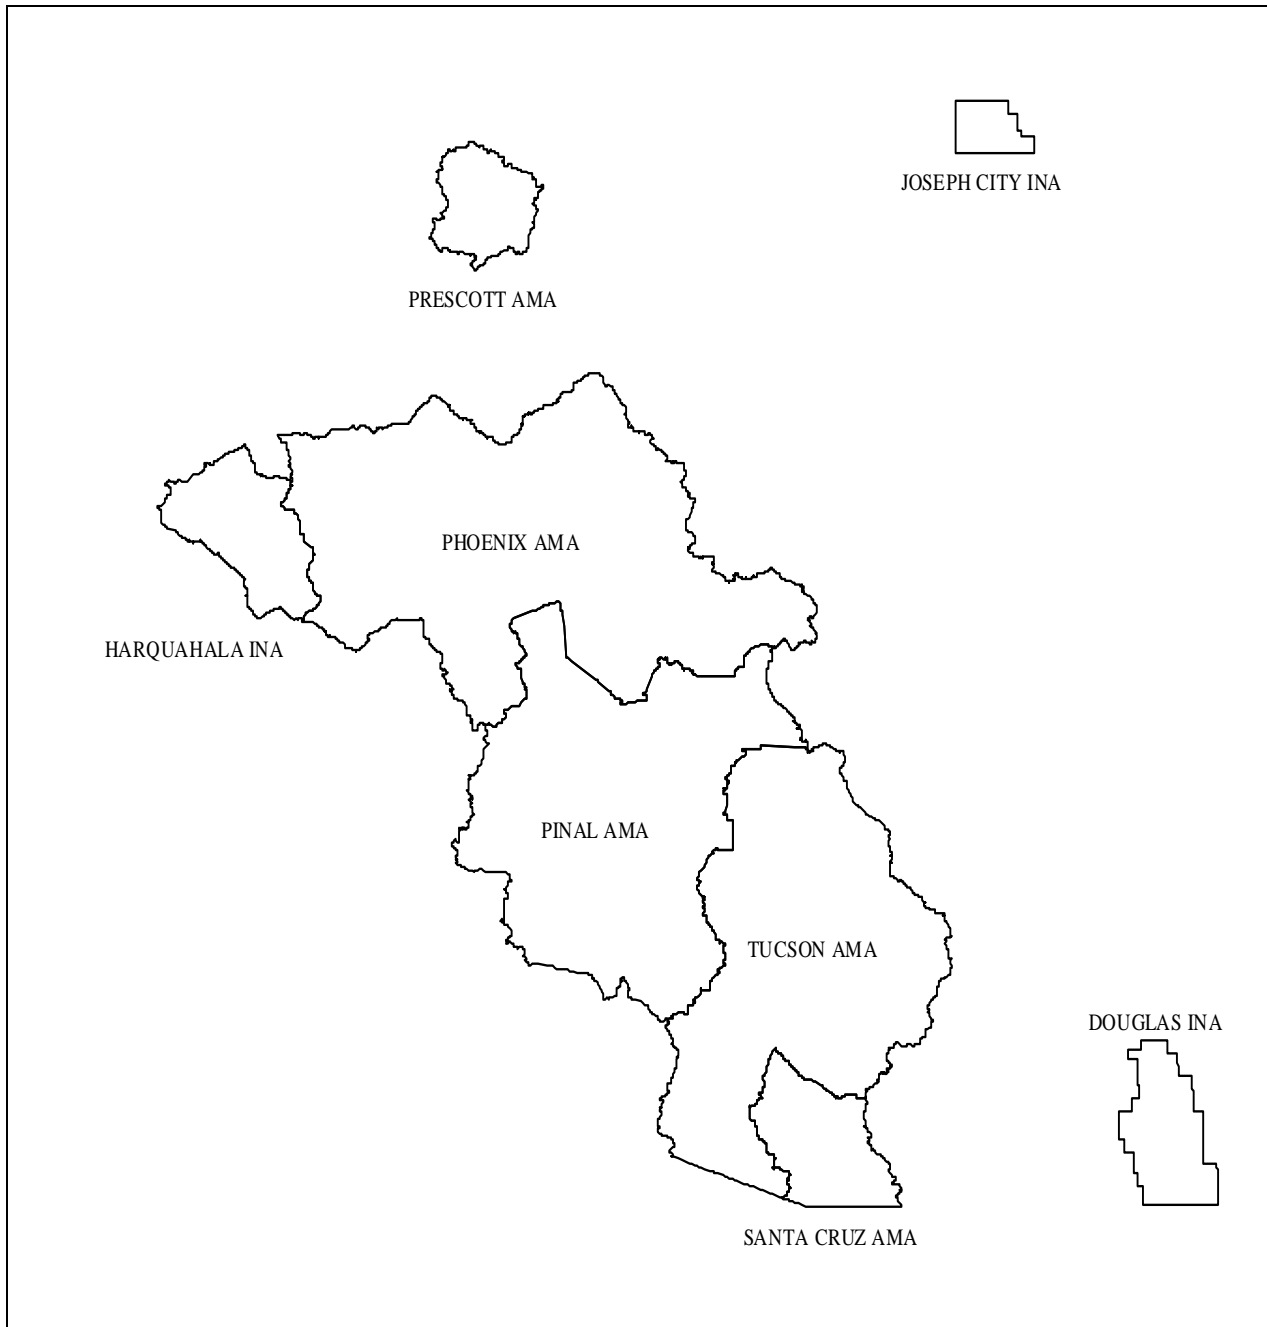 JOSEPH CITY INA
PRESCOTT AMA
PHOENIX AMA
HARQUAHALA INA
PINAL AMA
TUCSON AMA
DOUGLAS INA
SANTA CRUZ AMA